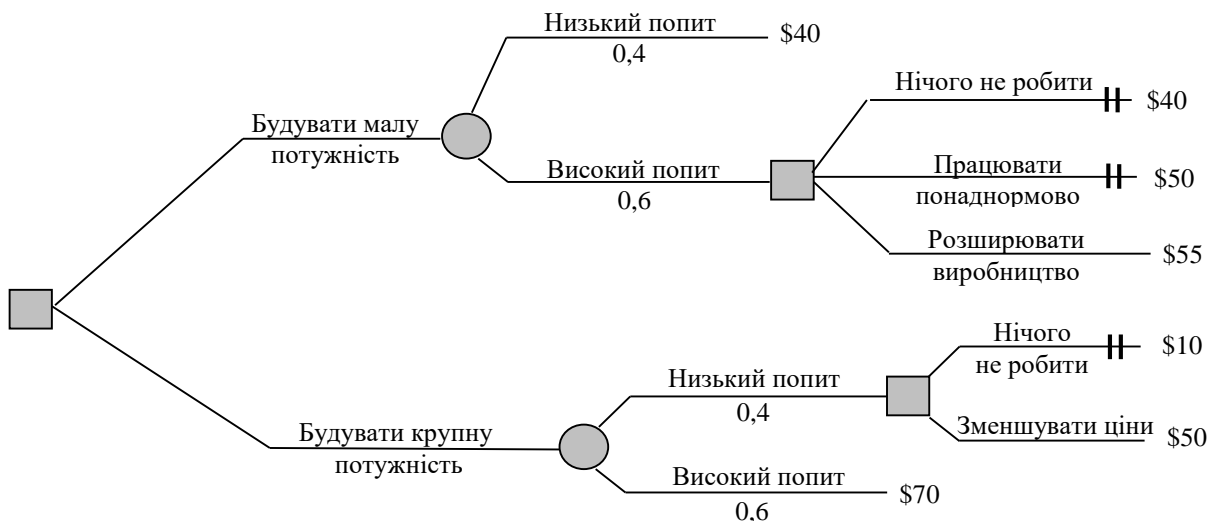 Низький попит
0,4
$40
Нічого не робити
$40
Будувати малу
потужність
Високий попит
0,6
Працювати
понаднормово
$50
Розширювати
виробництво
$55
Нічого
не робити
$10
Низький попит
0,4
Зменшувати ціни
$50
Будувати крупну
потужність
Високий попит
0,6
$70